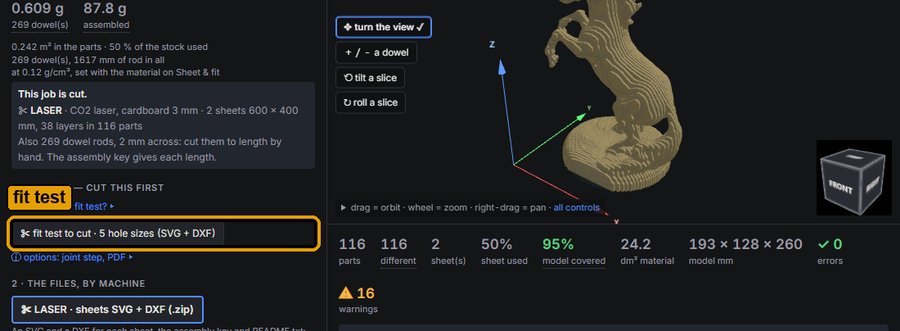 0.609 g 87.8 g
269 dowel(s) assembled
0.242 m² in the parts · 50 % of the stock used
269 dowel(s), 1617 mm of rod in all
at 0.12 g/cm³, set with the material on Sheet & fit
This job is cut.
LASER · CO2 laser, cardboard 3 mm · 2 sheets 600 × 400
mm, 38 layers in 116 parts
Also 269 dowel rods, 2 mm across: cut them to length by
hand. The assembly key gives each length.
fit test — CUT THIS FIRST
fit test? ▸
fit test to cut · 5 hole sizes (SVG + DXF)
ⓘ options: joint step, PDF ▸
2 · THE FILES, BY MACHINE
LASER · sheets SVG + DXF (.zip)
turn the view ✓
+ / - a dowel
tilt a slice
roll a slice
Z
Y
X
FRONT
▶ drag = orbit · wheel = zoom · right-drag = pan · all controls
116 116 2 50% 95% 24.2 193 × 128 × 260 ✓ 0
parts different sheet(s) sheet used model covered dm² material model mm errors
16
warnings